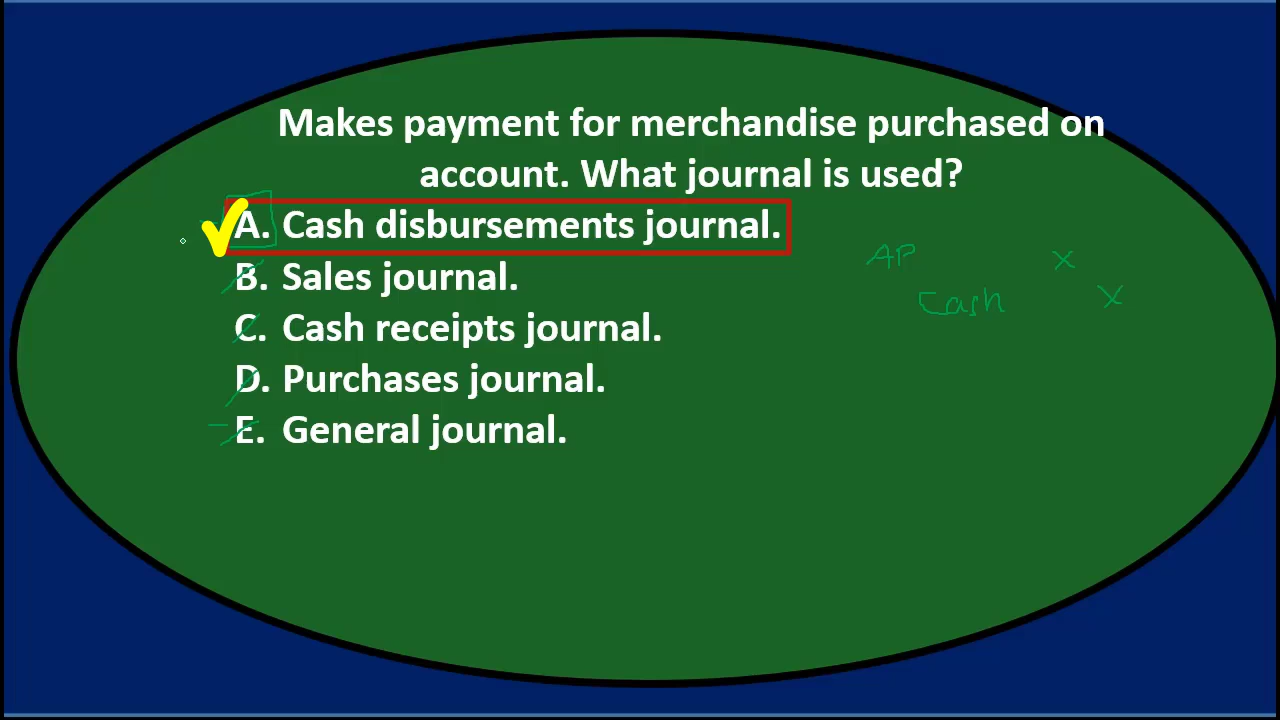 Makes payment for merchandise purchased on
account. What journal is used?
A. Cash disbursements journal.
B. Sales journal.
C. Cash receipts journal.
D. Purchases journal.
E. General journal.
AP X
Cash X